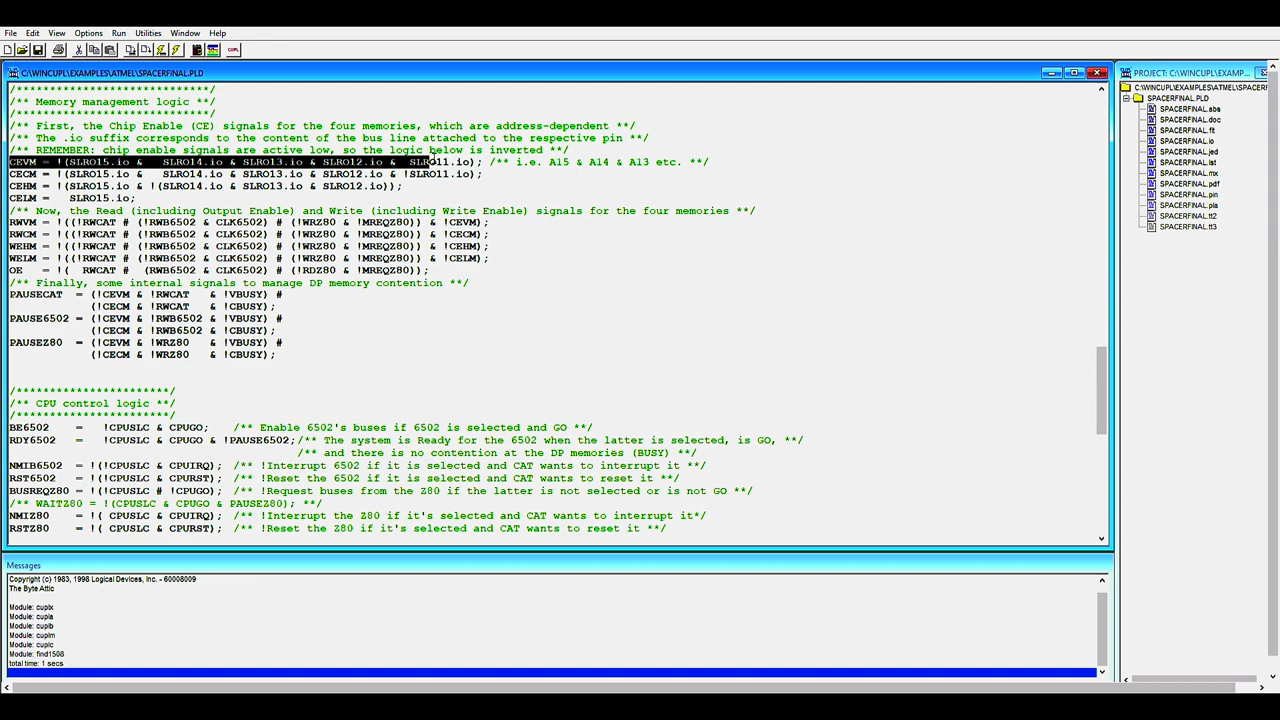 File Edit View Options Run Utilities Window Help
C:\WINCUPL\EXAMPLES\ATMEL\SPACERFINAL.PLD
/******************************/
/** Memory management logic **/
/******************************/
/** First, the Chip Enable (CE) signals for the four memories, which are address-dependent **/
/** The .io suffix corresponds to the content of the bus line attached to the respective pin **/
/** REMEMBER: chip enable signals are active low, so the logic below is inverted **/
CEVM = !(SLRO15.io & SLRO14.io & SLRO13.io & SLRO12.io & SLRO11.io); /** i.e. A15 & A14 & A13 etc. **/
CECM = !(SLRO15.io & SLRO14.io & SLRO13.io & SLRO12.io & !SLRO11.io);
CEHM = !(SLRO15.io & !(SLRO14.io & SLRO13.io & SLRO12.io));
CELM = SLRO15.io;
/** Now, the Read (including Output Enable) and Write (including Write Enable) signals for the four memories **/
RWVM = !((!RWCAT # (!RWB6502 & CLK6502) # (!WRZ80 & !MREQZ80)) & !CEVM);
RWCM = !((!RWCAT # (!RWB6502 & CLK6502) # (!WRZ80 & !MREQZ80)) & !CECM);
WEHM = !((!RWCAT # (!RWB6502 & CLK6502) # (!WRZ80 & !MREQZ80)) & !CEHM);
WELM = !((!RWCAT # (!RWB6502 & CLK6502) # (!WRZ80 & !MREQZ80)) & !CELM);
OE = !( RWCAT # (RWB6502 & CLK6502) # (!RDZ80 & !MREQZ80));
/** Finally, some internal signals to manage DP memory contention **/
PAUSECAT = (!CEVM & !RWCAT & !VBUSY) #
(!CECM & !RWCAT & !CBUSY);
PAUSE6502 = (!CEVM & !RWB6502 & !VBUSY) #
(!CECM & !RWB6502 & !CBUSY);
PAUSEZ80 = (!CEVM & !WRZ80 & !VBUSY) #
(!CECM & !WRZ80 & !CBUSY);
/***********************/
/** CPU control logic **/
/***********************/
BE6502 = !CPUSLC & CPUGO; /** Enable 6502's buses if 6502 is selected and GO **/
RDY6502 = !CPUSLC & CPUGO & !PAUSE6502;/** The system is Ready for the 6502 when the latter is selected, is GO, **/
/** and there is no contention at the DP memories (BUSY) **/
NMIB6502 = !(!CPUSLC & CPUIRQ); /** !Interrupt 6502 if it is selected and CAT wants to interrupt it **/
RST6502 = !(!CPUSLC & CPURST); /** !Reset the 6502 if it is selected and CAT wants to reset it **/
BUSREQZ80 = !(!CPUSLC # !CPUGO); /** !Request buses from the Z80 if the latter is not selected or is not GO **/
/** WAITZ80 = !(CPUSLC & CPUGO & PAUSEZ80); **/
NMIZ80 = !( CPUSLC & CPUIRQ); /** !Interrupt the Z80 if it's selected and CAT wants to interrupt it*/
RSTZ80 = !( CPUSLC & CPURST); /** !Reset the Z80 if it's selected and CAT wants to reset it **/
Messages
Copyright (c) 1983, 1998 Logical Devices, Inc. - 60008009
The Byte Attic
Module: cuplx
Module: cupla
Module: cuplb
Module: cuplm
Module: cuplc
Module: find1508
total time: 1 secs
PROJECT: C:\WINCUPL\EXAMP...
C:\WINCUPL\EXAMPLES\ATMEL\SPACERF
SPACERFINAL.PLD
SPACERFINAL.abs
SPACERFINAL.doc
SPACERFINAL.fit
SPACERFINAL.io
SPACERFINAL.jed
SPACERFINAL.lst
SPACERFINAL.mx
SPACERFINAL.pdf
SPACERFINAL.pin
SPACERFINAL.pla
SPACERFINAL.tt2
SPACERFINAL.tt3